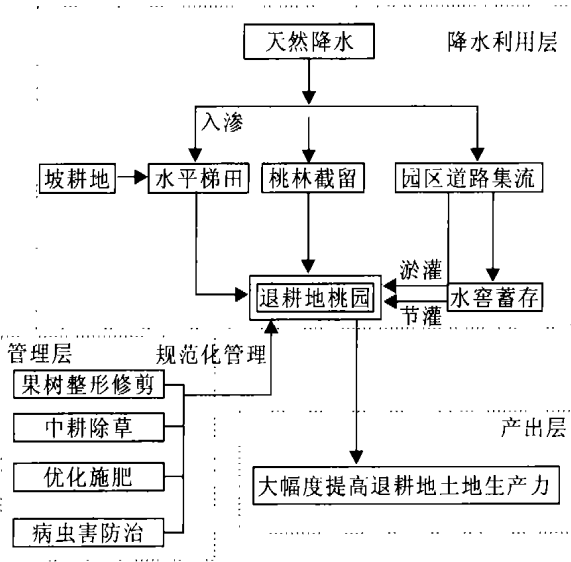 天然降水
降水利用层
入渗
坡耕地
水平梯田
桃林截留
园区道路集流
淤灌
退耕地桃园
水窖蓄存
节灌
管理层
规范化管理
果树整形修剪
中耕除草
产出层
优化施肥
大幅度提高退耕地土地生产力
病虫害防治